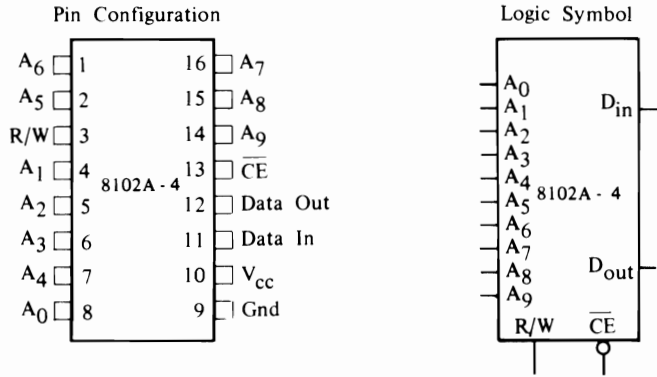 Pin Configuration
A6 1 16 A7
A5 2 15 A8
R/W 3 14 A9
A1 4 13 CE
8102A - 4
A2 5 12 Data Out
A3 6 11 Data In
A4 7 10 Vcc
A0 8 9 Gnd
Logic Symbol
A0
A1
A2
A3
A4
A5
A6
A7
A8
A9
Din
8102A - 4
Dout
R/W CE